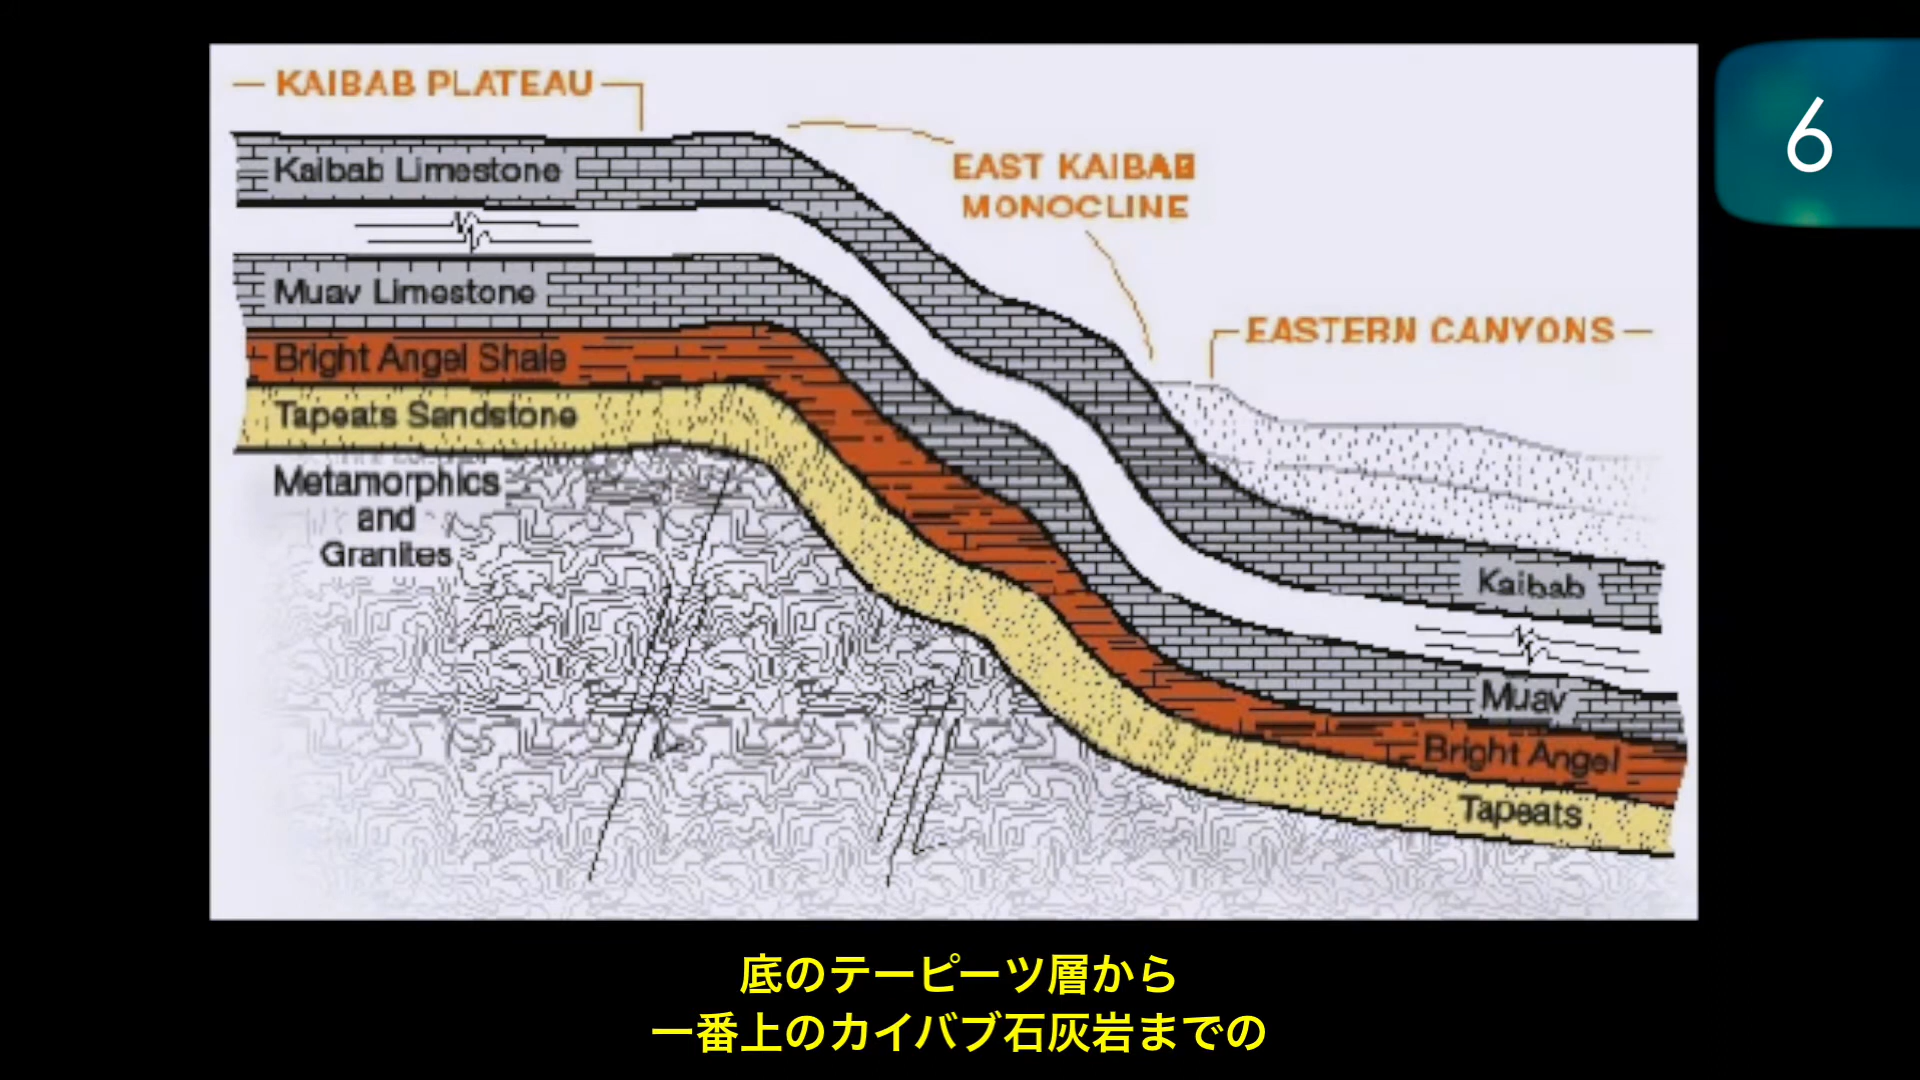 KAIBAB PLATEAU
6
EAST KAIBAB
MONOCLINE
Kaibab Limestone
Muav Limestone
EASTERN CANYONS
Bright Angel Shale
Tapeats Sandstone
Metamorphics
and
Granites
Kaibab
Muav
Bright Angel
Tapeats
底のテーピーツ層から
一番上のカイバブ石灰岩までの